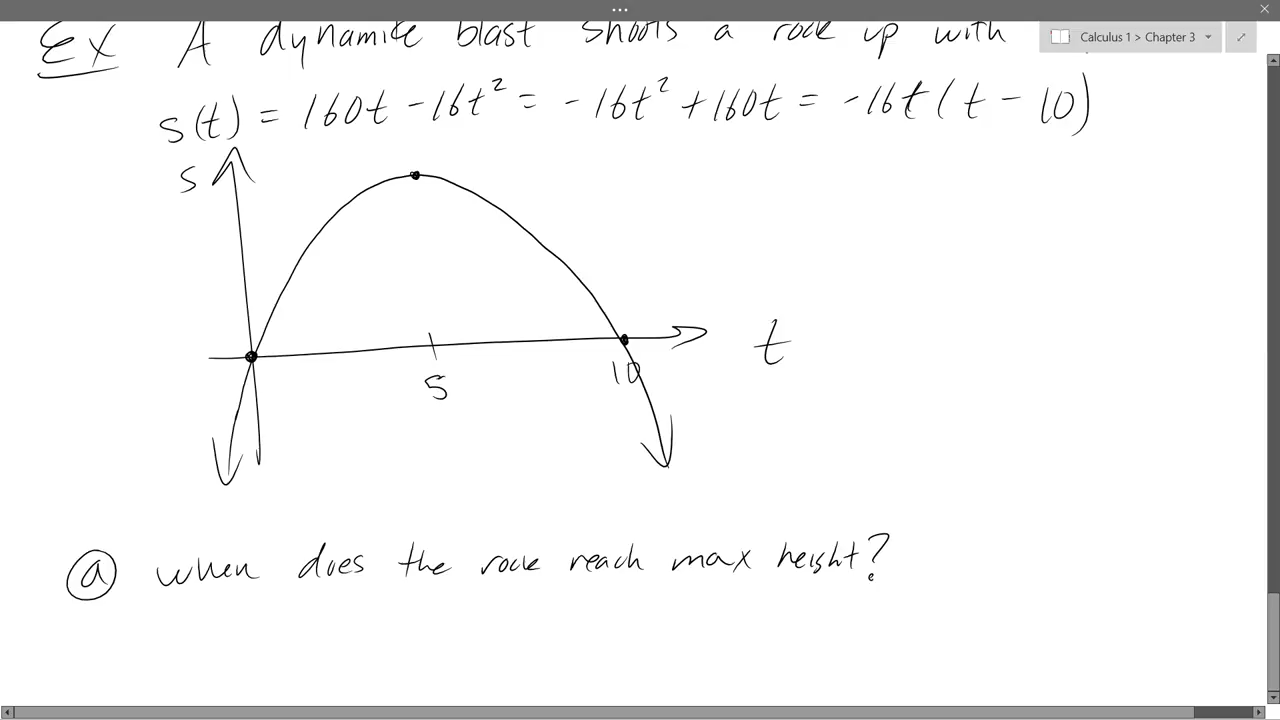 Ex A dynamite blast shoots a rock up with
Calculus 1 > Chapter 3
s(t) = 160t - 16t² = -16t² + 160t = -16t(t - 10)
s
5
10
t
ⓐ when does the rock reach max height?